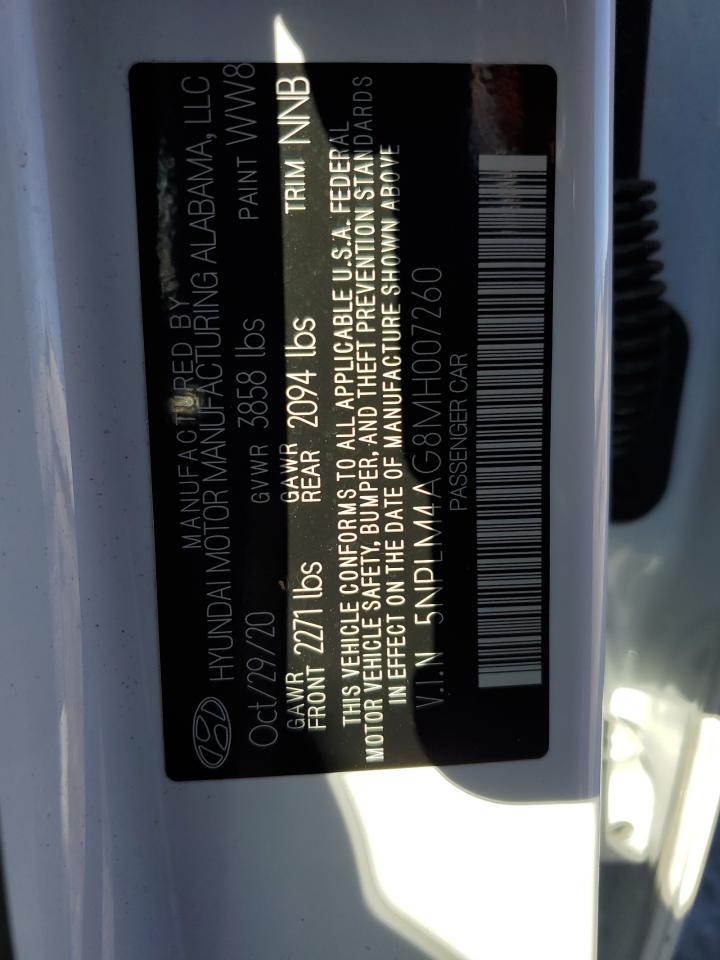 MANUFACTURED BY
HYUNDAI MOTOR MANUFACTURING ALABAMA, LLC
Oct/29/20 GVWR 3858 lbs PAINT WW8
GAWR FRONT 2271 lbs GAWR REAR 2094 lbs TRIM NNB
THIS VEHICLE CONFORMS TO ALL APPLICABLE U.S.A. FEDERAL
MOTOR VEHICLE SAFETY, BUMPER, AND THEFT PREVENTION STANDARDS
IN EFFECT ON THE DATE OF MANUFACTURE SHOWN ABOVE
V.I.N 5NPLM4AG8MH007260
PASSENGER CAR